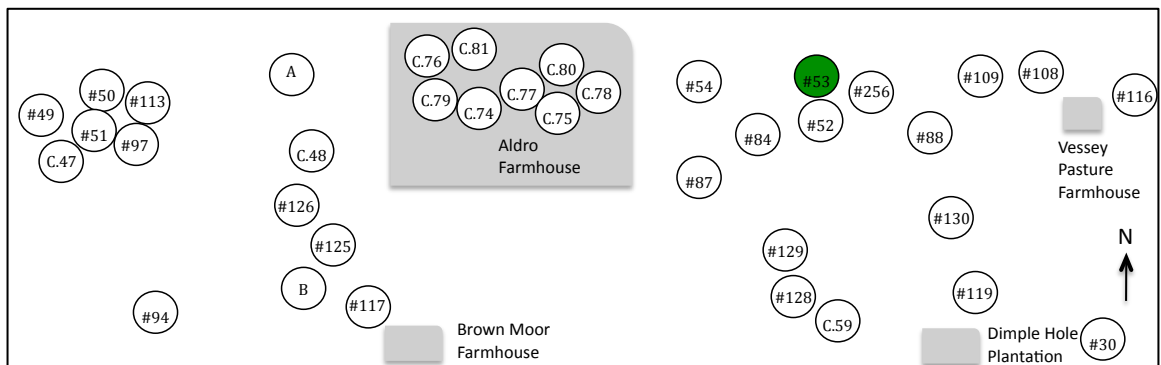 #49
#50
#113
#51
#97
C.47
#94
A
C.48
#126
#125
B
#117
C.76
C.81
C.79
C.74
C.77
C.80
C.75
C.78
Aldro
Farmhouse
Brown Moor
Farmhouse
#54
#53
#256
#52
#84
#87
#88
#109
#108
#116
Vessey
Pasture
Farmhouse
#130
#129
#128
C.59
#119
N
Dimple Hole
Plantation
#30